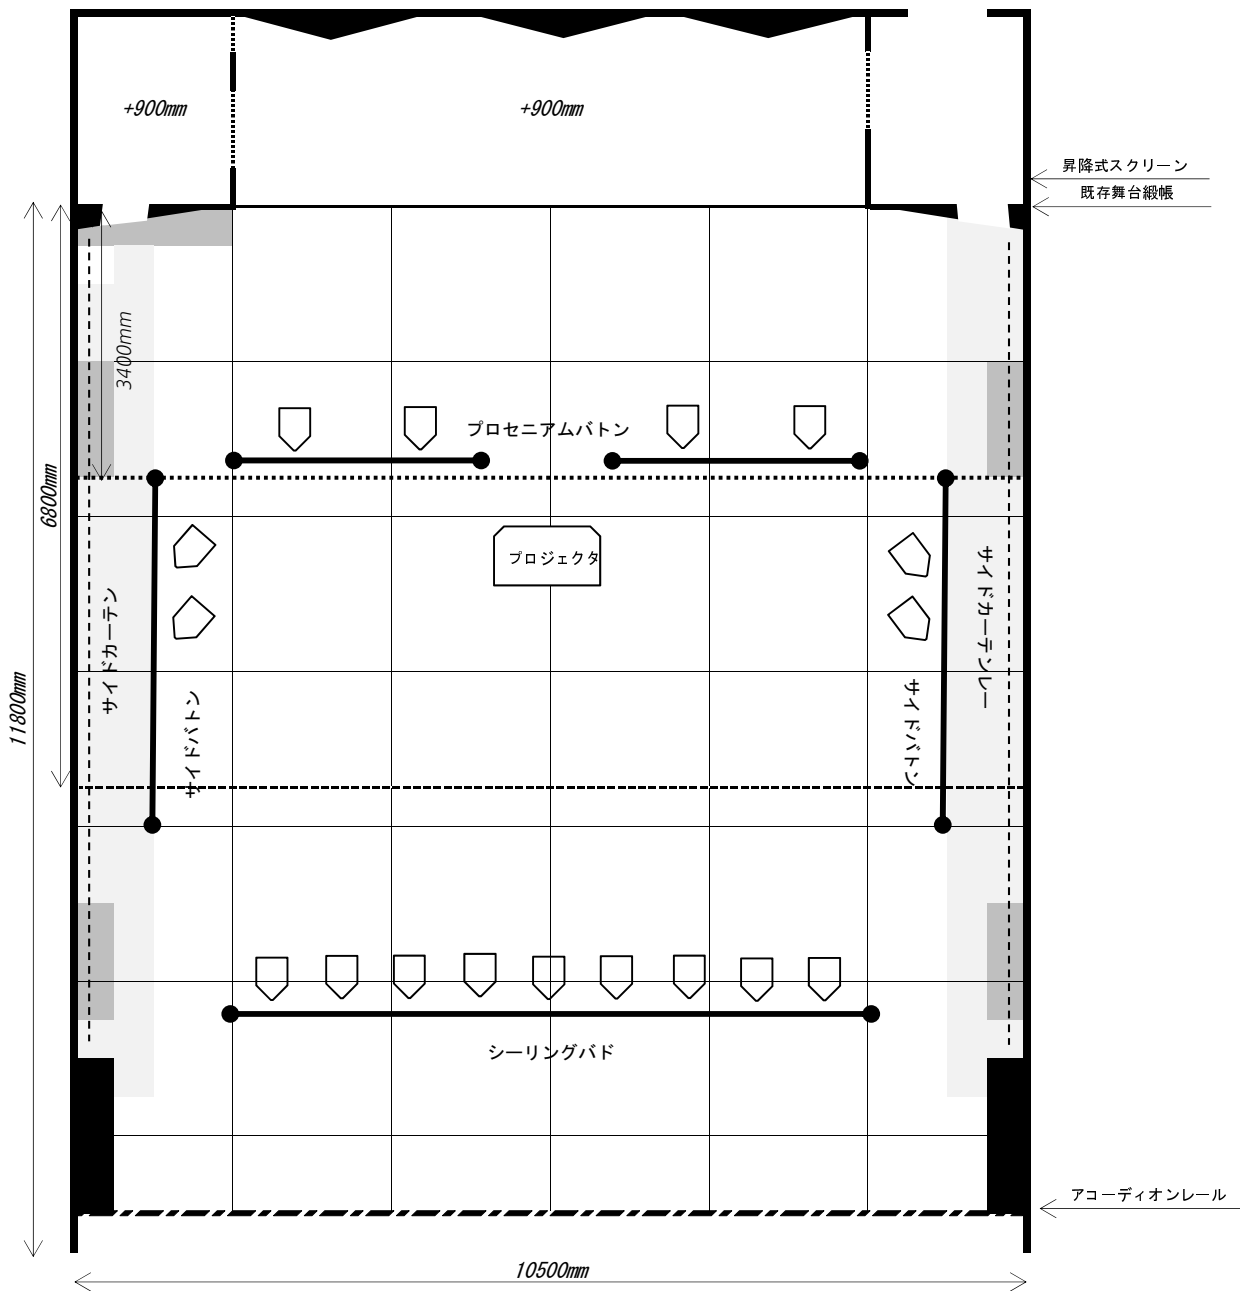 +900mm
+900mm
昇降式スクリーン
既存舞台緞帳
3400mm
プロセニアムバトン
6800mm
プロジェクタ
サイドカーテン
サイドカーテンレー
11800mm
サイドバトン
サイドバトン
シーリングバド
アコーディオンレール
10500mm